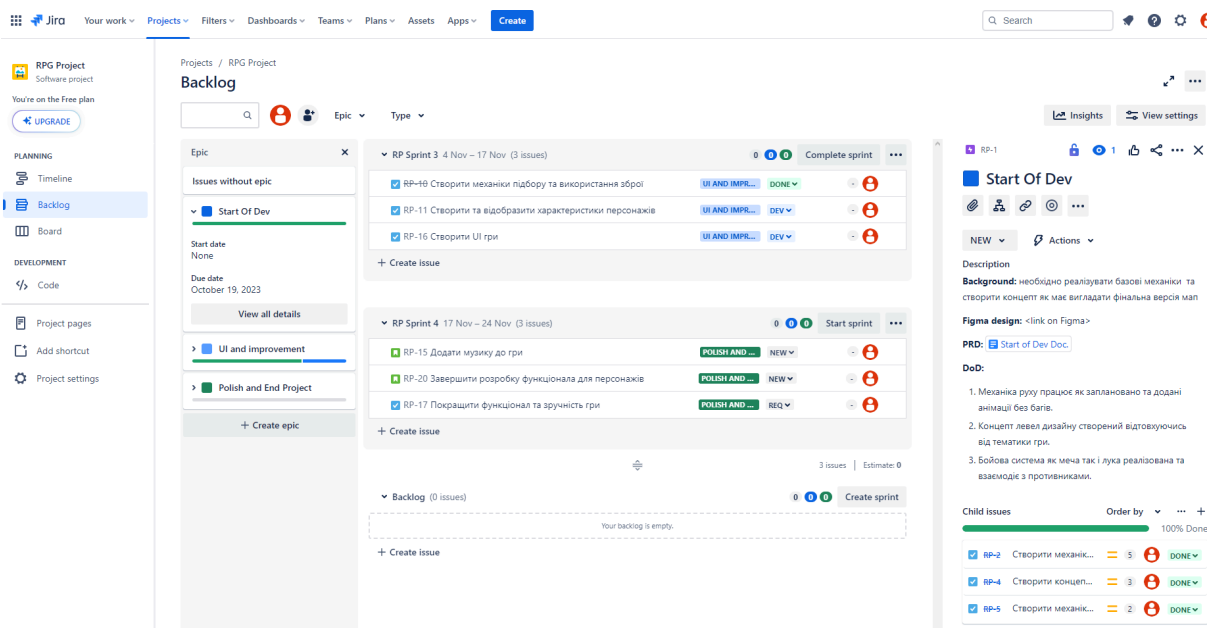 Jira
Your work
Projects
Filters
Dashboards
Teams
Plans
Assets
Apps
Create
Search
RPG Project
Software project
You're on the Free plan
UPGRADE
PLANNING
Timeline
Backlog
Board
DEVELOPMENT
Code
Project pages
Add shortcut
Project settings
Projects / RPG Project
Backlog
Epic
Type
Insights
View settings
Epic
Issues without epic
Start Of Dev
Start date
None
Due date
October 19, 2023
View all details
UI and improvement
Polish and End Project
+ Create epic
RP Sprint 3 4 Nov – 17 Nov (3 issues) 0 0 0 Complete sprint
RP-10 Створити механіки підбору та використання зброї UI AND IMPR... DONE -
RP-11 Створити та відобразити характеристики персонажів UI AND IMPR... DEV -
RP-16 Створити UI гри UI AND IMPR... DEV -
+ Create issue
RP Sprint 4 17 Nov – 24 Nov (3 issues) 0 0 0 Start sprint
RP-15 Додати музику до гри POLISH AND ... NEW -
RP-20 Завершити розробку функціонала для персонажів POLISH AND ... NEW -
RP-17 Покращити функціонал та зручність гри POLISH AND ... REQ -
+ Create issue
3 issues | Estimate: 0
Backlog (0 issues) 0 0 0 Create sprint
Your backlog is empty.
+ Create issue
RP-1
1
Start Of Dev
NEW
Actions
Description
Background: необхідно реалізувати базові механіки та
створити концепт як має вигладати фінальна версія мап
Figma design: <link on Figma>
PRD: Start of Dev Doc.
DoD:
1. Механіка руху працює як заплановано та додані
анімації без багів.
2. Концепт левел дизайну створений відтовхуючись
від тематики гри.
3. Бойова система як меча так і лука реалізована та
взаємодіє з противниками.
Child issues
Order by
100% Done
RP-2 Створити механік... 5 DONE
RP-4 Створити концеп... 3 DONE
RP-5 Створити механік... 2 DONE